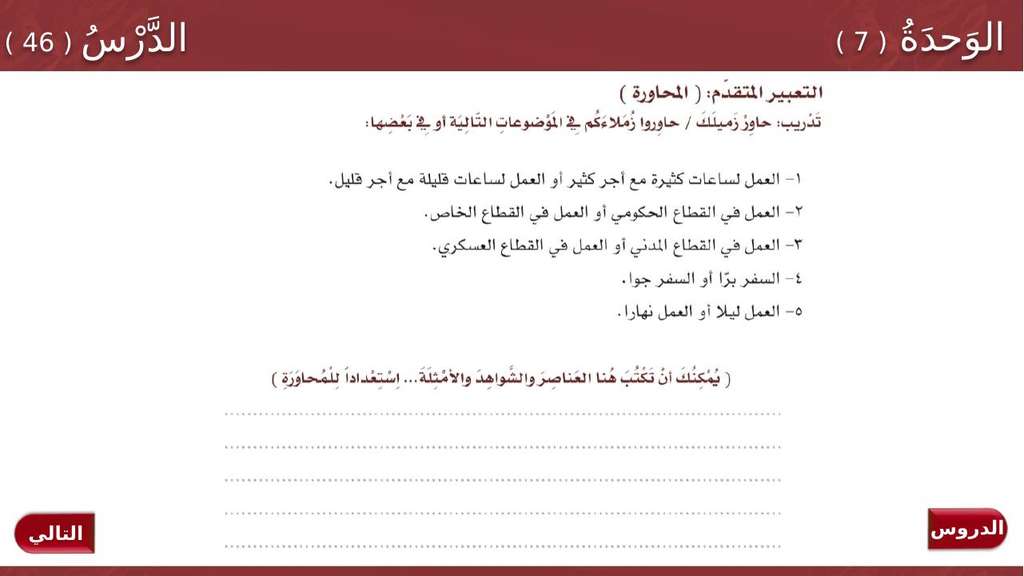 الوَحدَةُ ( 7 )
الدَّرْسُ ( 46 )
التعبير المتقدّم: ( المحاورة )
تَدْريب: حاوِرْ زَميلَكَ / حاوِروا زُمَلاءَكُم في المَوْضوعاتِ التّالِيَة أو في بَعْضِها:
١- العمل لساعات كثيرة مع أجر كثير أو العمل لساعات قليلة مع أجر قليل.
٢- العمل في القطاع الحكومي أو العمل في القطاع الخاص.
٣- العمل في القطاع المدني أو العمل في القطاع العسكري.
٤- السفر برّا أو السفر جوا.
٥- العمل ليلا أو العمل نهارا.
( يُمْكِنُكَ أنْ تَكْتُبَ هُنا العَناصِرَ والشَّواهِدَ والأمْثِلَةَ... اِسْتِعْداداً لِلْمُحاوَرَةِ )
الدروس
التالي